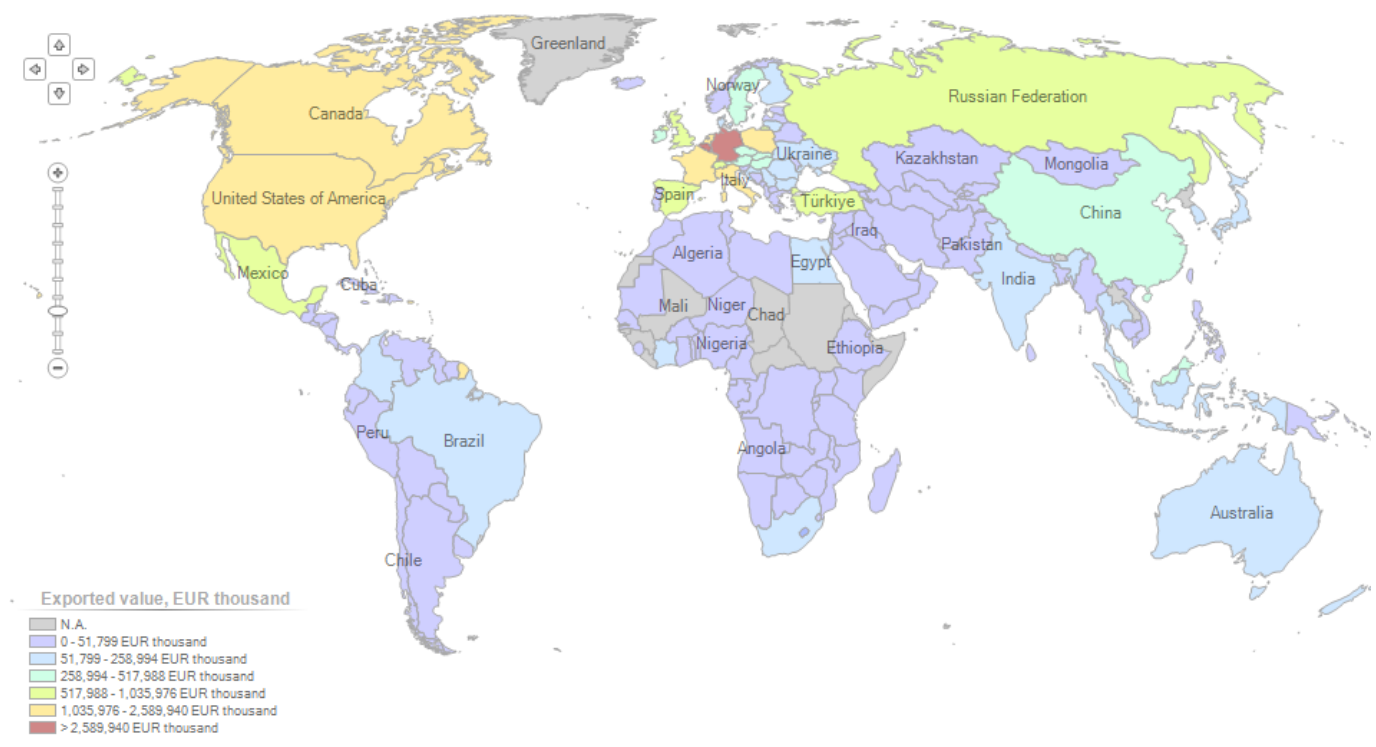 Greenland
Norway
Russian Federation
Canada
Ukraine
Kazakhstan
Mongolia
Italy
United States of America
Spain
Türkiye
China
Iraq
Pakistan
Algeria
Egypt
India
Mexico
Cuba
Mali
Niger
Chad
Nigeria
Ethiopia
Peru
Brazil
Angola
Australia
Chile
Exported value, EUR thousand
N.A.
0 - 51,799 EUR thousand
51,799 - 258,994 EUR thousand
258,994 - 517,988 EUR thousand
517,988 - 1,035,976 EUR thousand
1,035,976 - 2,589,940 EUR thousand
> 2,589,940 EUR thousand